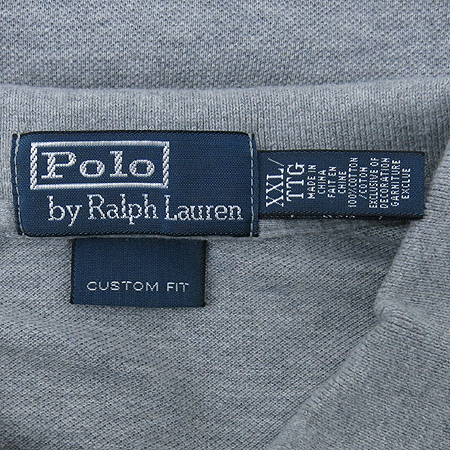 Polo
by Ralph Lauren
CUSTOM FIT
XXL/
TTG
MADE IN
CHINA
FAIT EN
CHINE
100% COTTON
/COTON
EXCLUSIVE OF
DECORATION
GARNITURE
EXCLUE